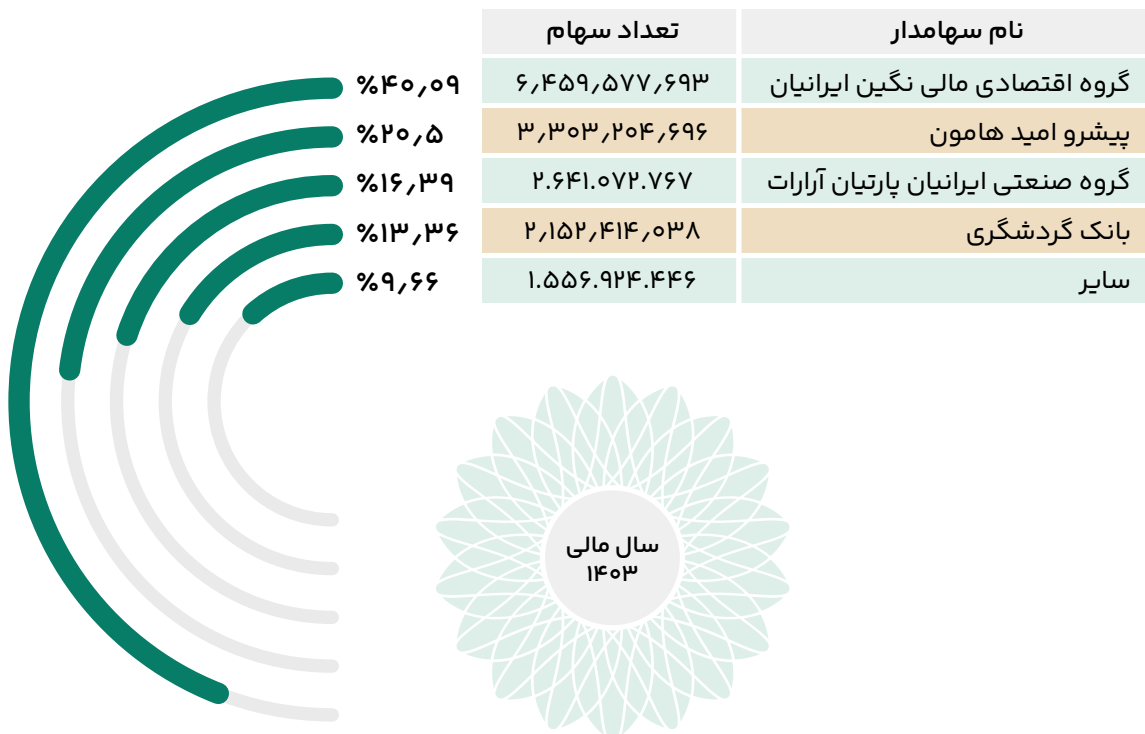 نام سهامدار تعداد سهام
گروه اقتصادی مالی نگین ایرانیان ۶٫۴۵۹٫۵۷۷٫۶۹۳ %۴۰٫۰۹
پیشرو امید هامون ۳٫۳۰۳٫۲۰۴٫۶۹۶ %۲۰٫۵
گروه صنعتی ایرانیان پارتیان آرارات ۲.۶۴۱.۰۷۲.۷۶۷ %۱۶٫۳۹
بانک گردشگری ۲٫۱۵۲٫۴۱۴٫۰۳۸ %۱۳٫۳۶
سایر ۱.۵۵۶.۹۲۴.۴۴۶ %۹٫۶۶
سال مالی
۱۴۰۳